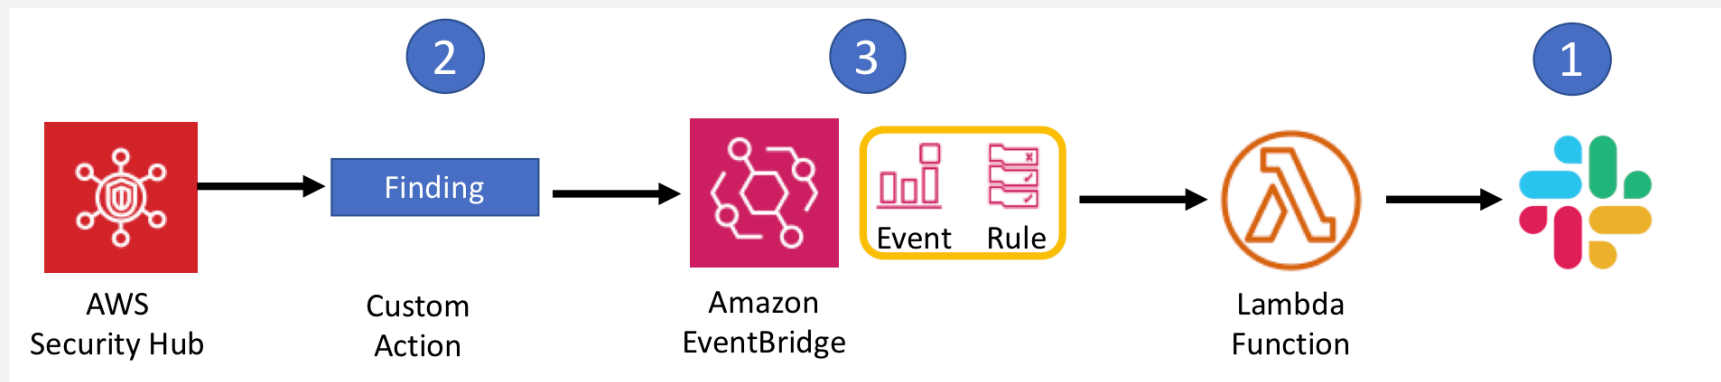 2
3
1
Finding
Event
Rule
AWS
Security Hub
Custom
Action
Amazon
EventBridge
Lambda
Function